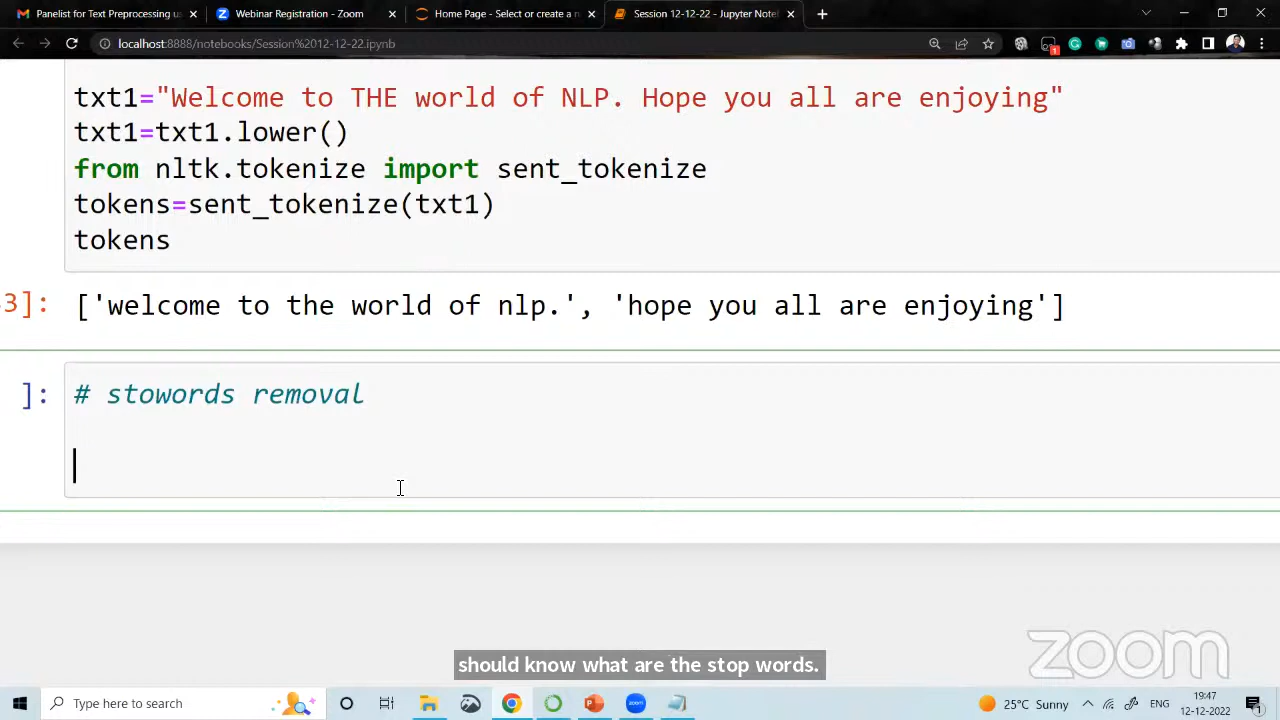 Panelist for Text Preprocessing us
Webinar Registration - Zoom
Home Page - Select or create a n
Session 12-12-22 - Jupyter Note
localhost:8888/notebooks/Session%2012-12-22.ipynb
txt1="Welcome to THE world of NLP. Hope you all are enjoying"
txt1=txt1.lower()
from nltk.tokenize import sent_tokenize
tokens=sent_tokenize(txt1)
tokens
3]: ['welcome to the world of nlp.', 'hope you all are enjoying']
]: # stowords removal
should know what are the stop words.
zoom
Type here to search
25°C Sunny
ENG
19:47
12-12-2022